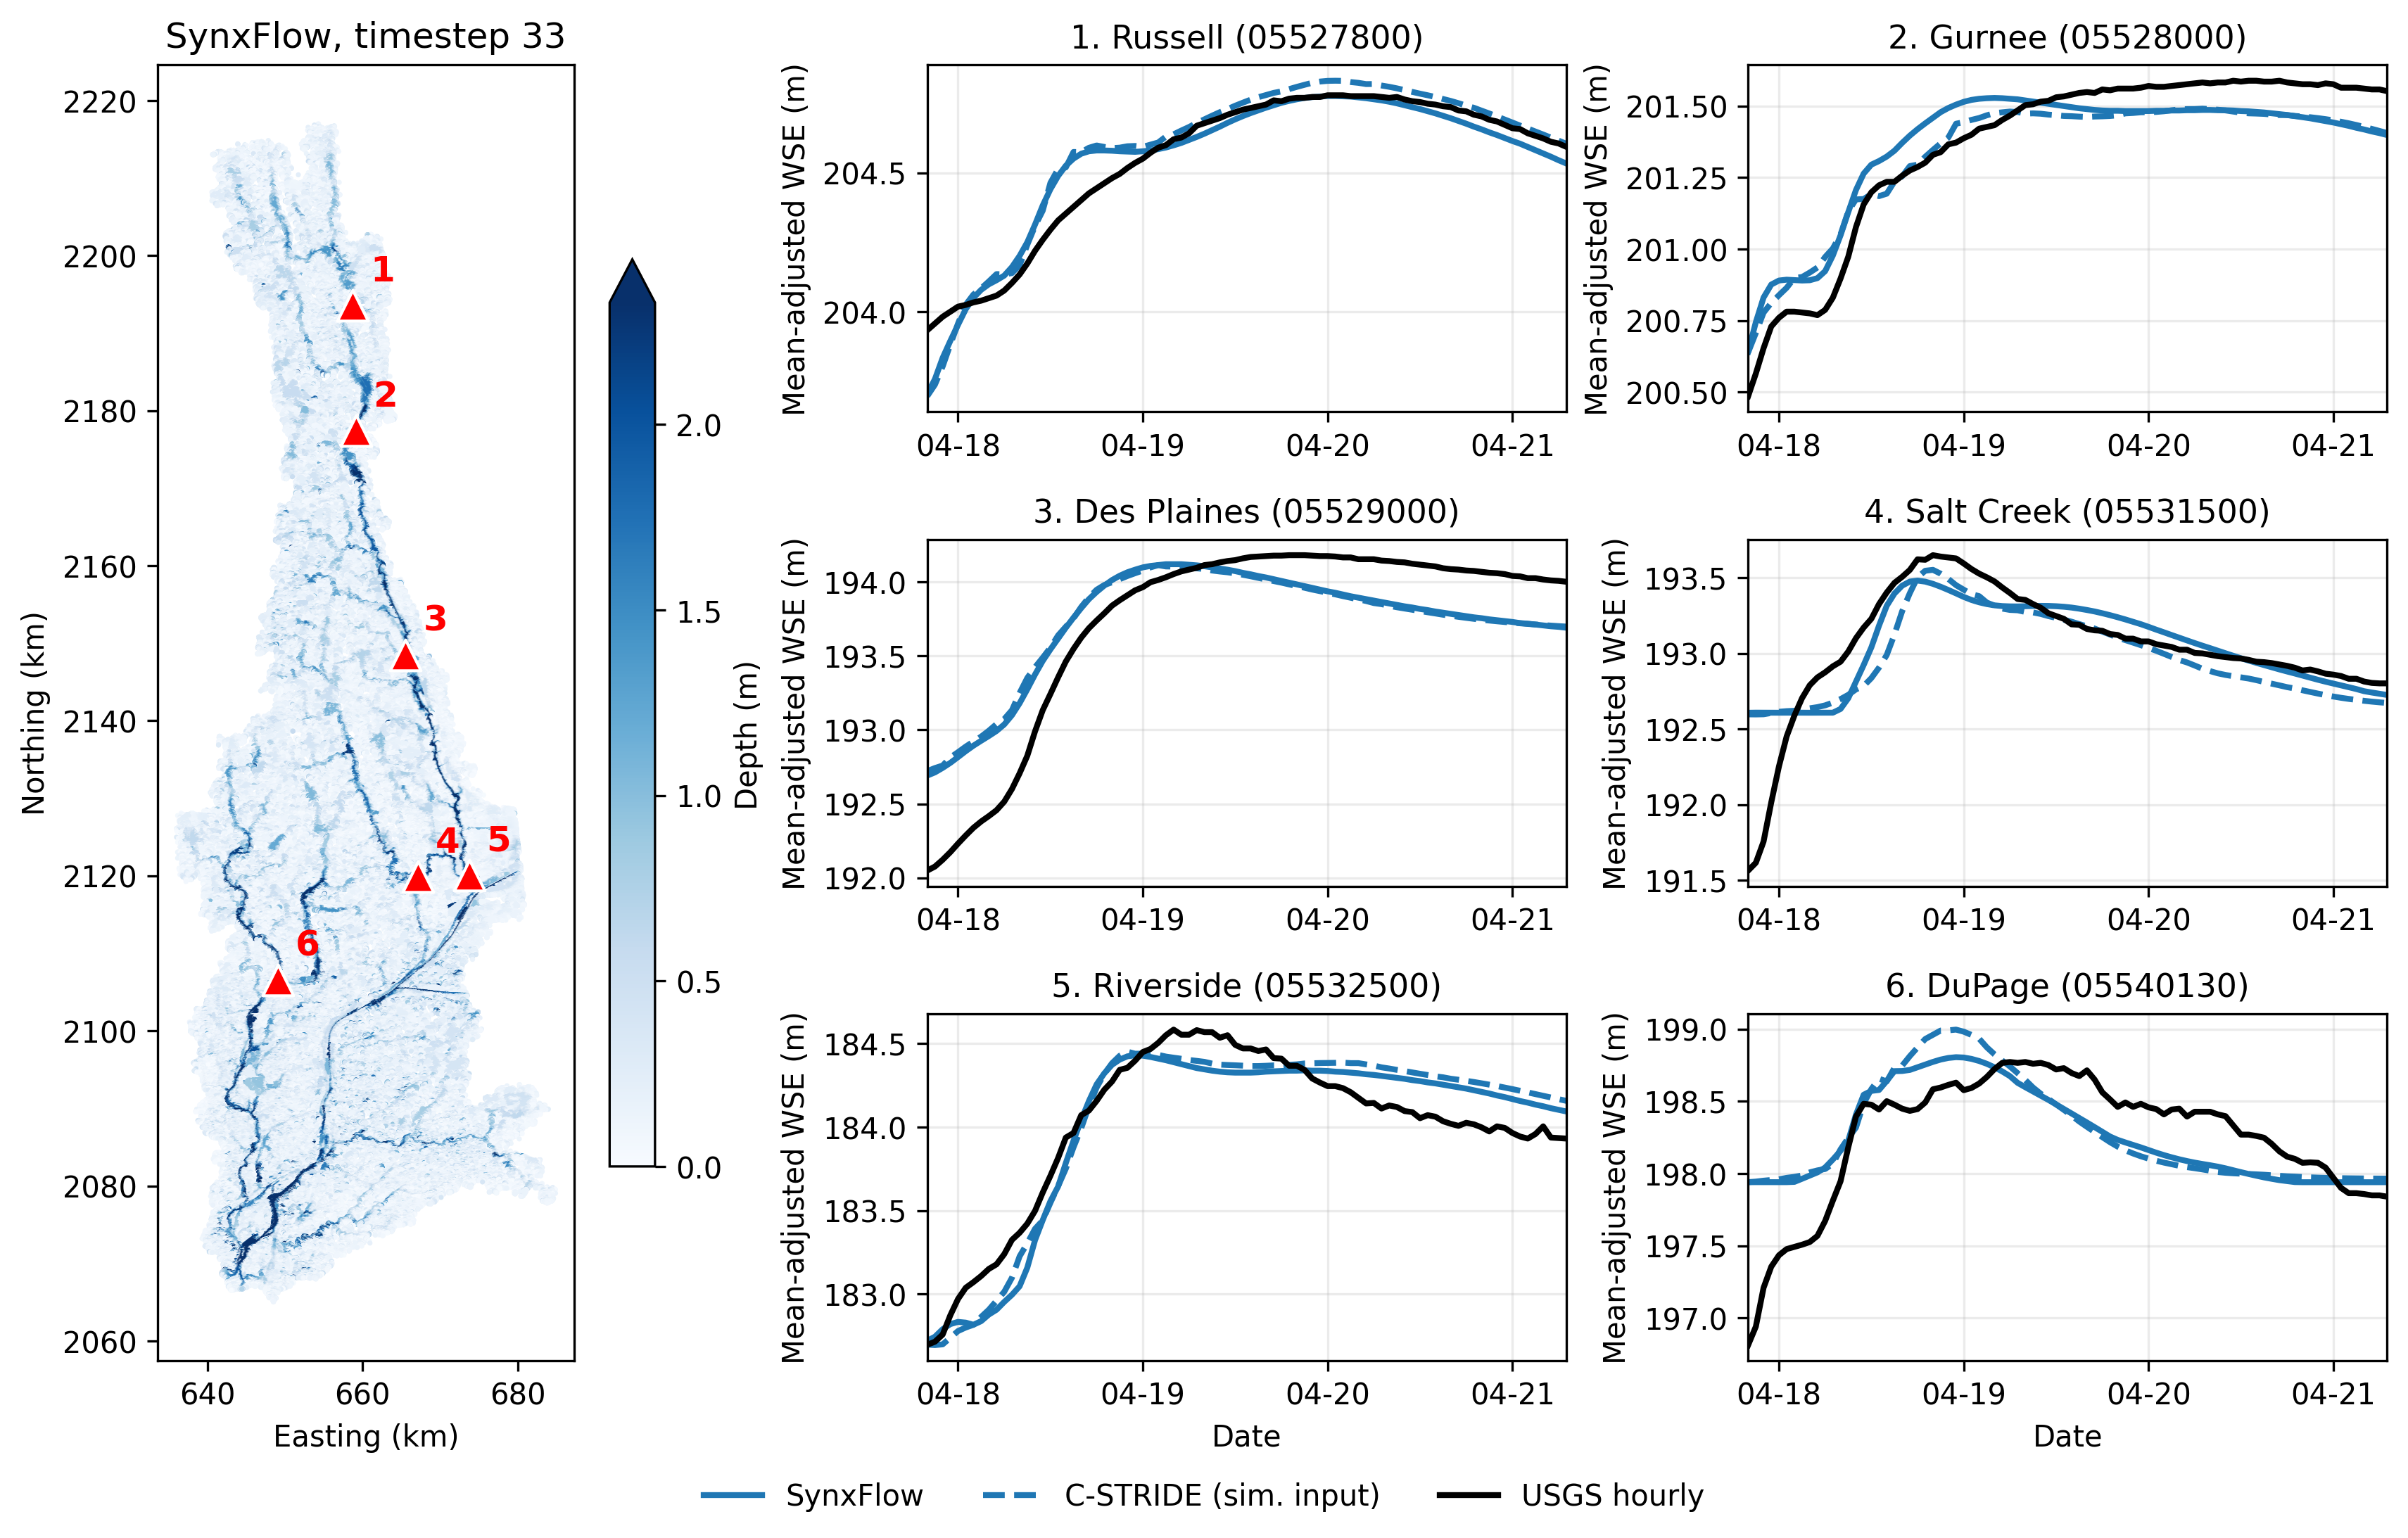 SynxFlow, timestep 33
2220
2200
2180
2160
2140
2120
2100
2080
2060
Northing (km)
640 660 680
Easting (km)
1
2
3
4
5
6
2.0
1.5
1.0
0.5
0.0
Depth (m)
1. Russell (05527800)
Mean-adjusted WSE (m)
204.5
204.0
04-18 04-19 04-20 04-21
2. Gurnee (05528000)
Mean-adjusted WSE (m)
201.50
201.25
201.00
200.75
200.50
04-18 04-19 04-20 04-21
3. Des Plaines (05529000)
Mean-adjusted WSE (m)
194.0
193.5
193.0
192.5
192.0
04-18 04-19 04-20 04-21
4. Salt Creek (05531500)
Mean-adjusted WSE (m)
193.5
193.0
192.5
192.0
191.5
04-18 04-19 04-20 04-21
5. Riverside (05532500)
Mean-adjusted WSE (m)
184.5
184.0
183.5
183.0
04-18 04-19 04-20 04-21
Date
6. DuPage (05540130)
Mean-adjusted WSE (m)
199.0
198.5
198.0
197.5
197.0
04-18 04-19 04-20 04-21
Date
SynxFlow C-STRIDE (sim. input) USGS hourly